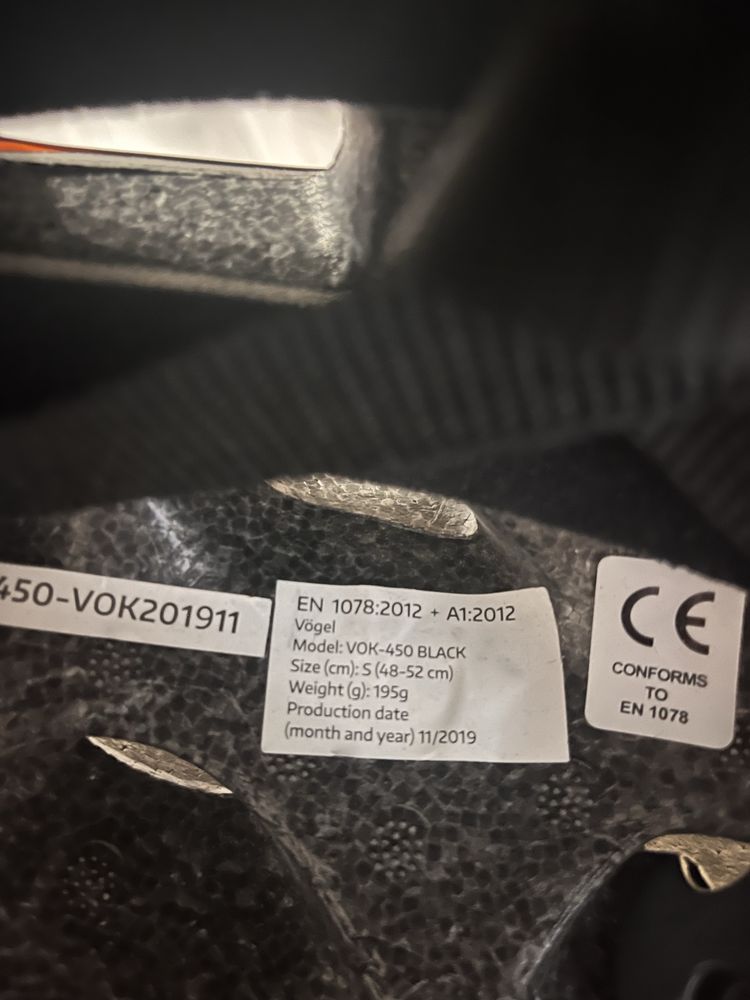 450-VOK201911
EN 1078:2012 + A1:2012
Vögel
Model: VOK-450 BLACK
Size (cm): S (48-52 cm)
Weight (g): 195g
Production date
(month and year) 11/2019
CE
CONFORMS
TO
EN 1078